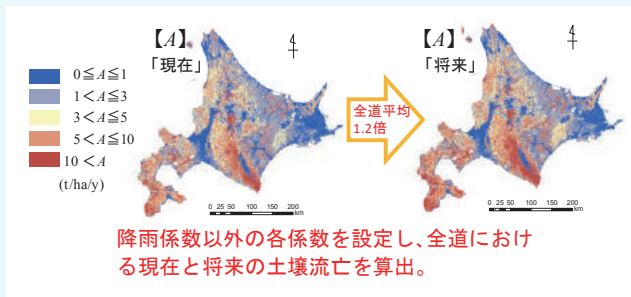 【A】
「現在」
4
0≦A≦1
1<A≦3
3<A≦5
5<A≦10
10<A
(t/ha/y)
0 25 50 100 150 200
km
全道平均
1.2倍
【A】
「将来」
4
0 25 50 100 150 200
km
降雨係数以外の各係数を設定し、全道におけ
る現在と将来の土壌流亡を算出。